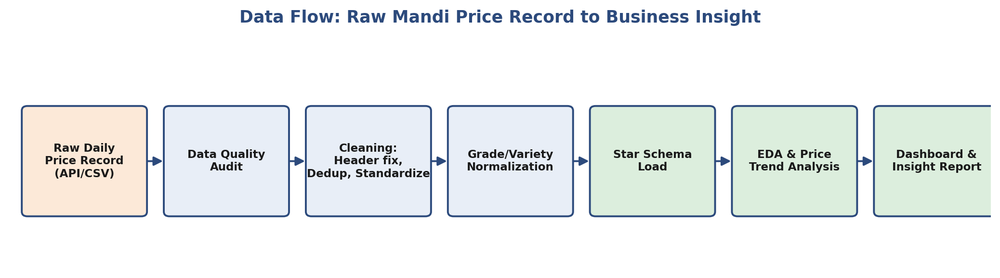 Data Flow: Raw Mandi Price Record to Business Insight
Raw Daily
Price Record
(API/CSV)
Data Quality
Audit
Cleaning:
Header fix,
Dedup, Standardize
Grade/Variety
Normalization
Star Schema
Load
EDA & Price
Trend Analysis
Dashboard &
Insight Report